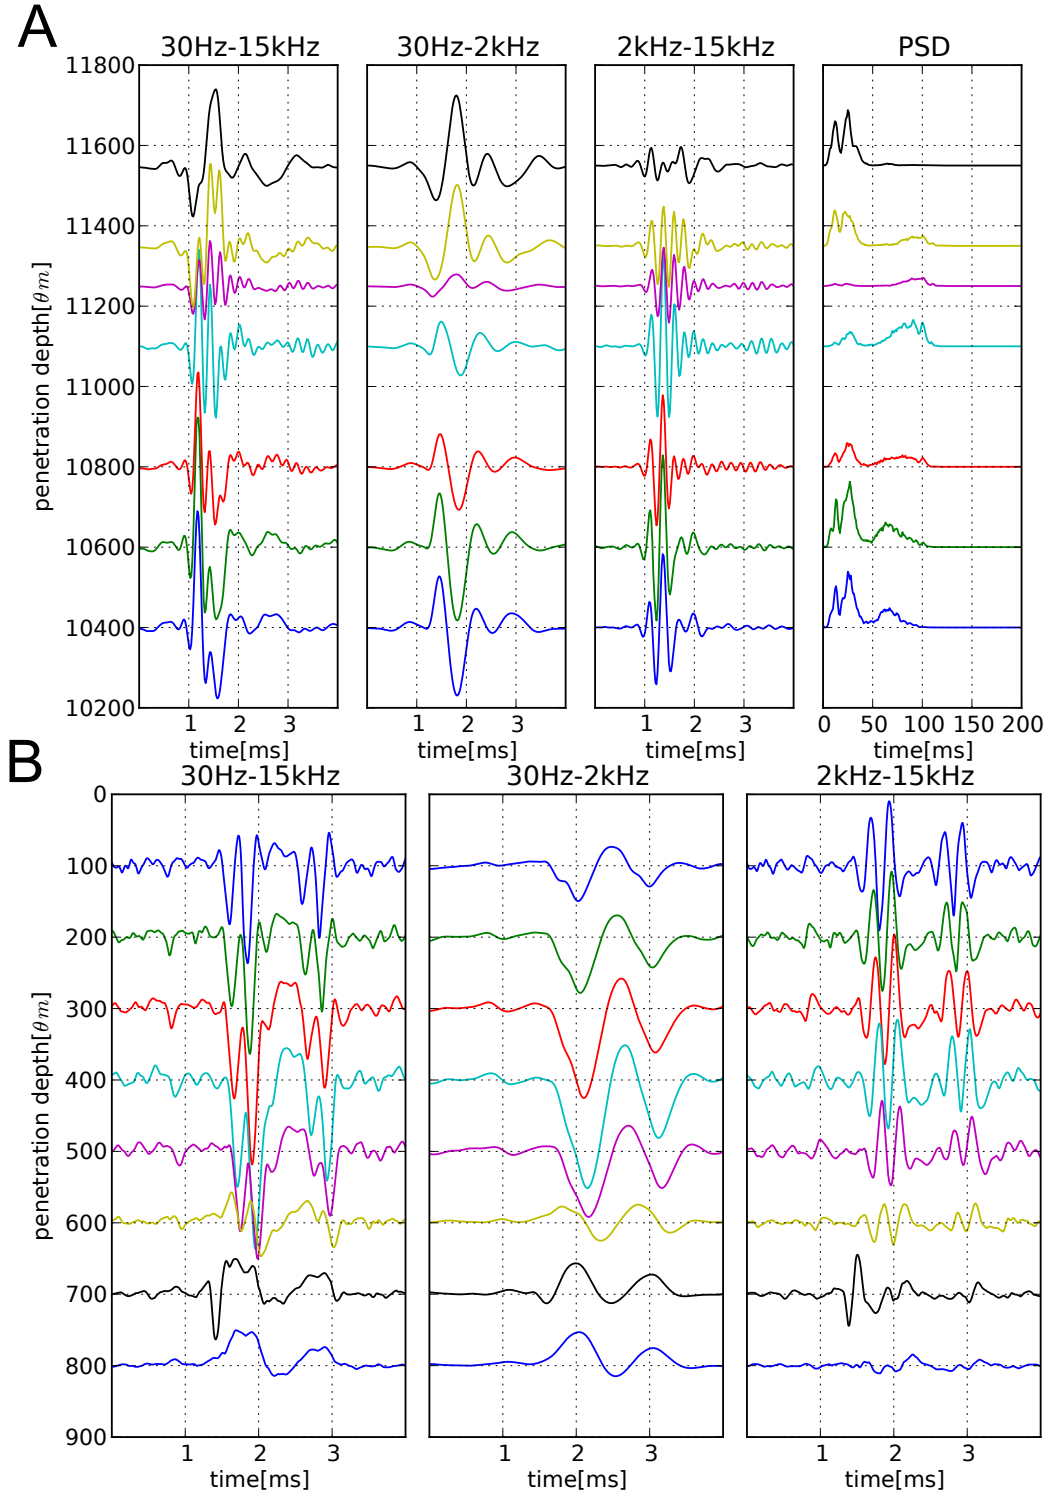 A
30Hz-15kHz 30Hz-2kHz 2kHz-15kHz PSD
11800
11600
11400
11200
11000
10800
10600
10400
10200
penetration depth[θm]
1 2 3 1 2 3 1 2 3 0 50 100 150 200
time[ms] time[ms] time[ms] time[ms]
B
30Hz-15kHz 30Hz-2kHz 2kHz-15kHz
0
100
200
300
400
500
600
700
800
900
penetration depth[θm]
1 2 3 1 2 3 1 2 3
time[ms] time[ms] time[ms]